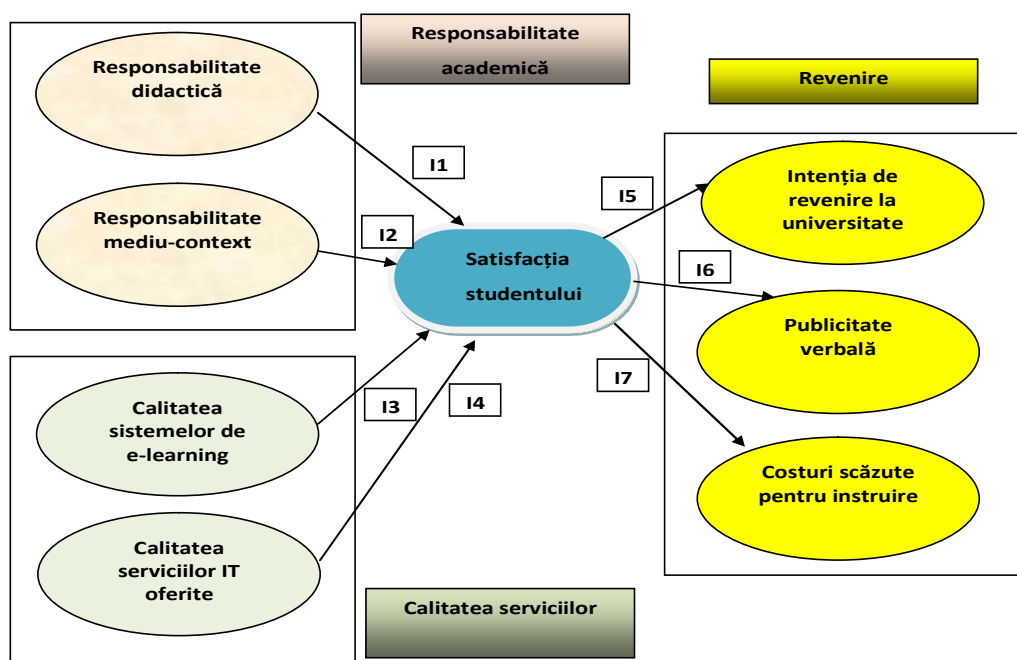 Responsabilitate
academică
Revenire
Responsabilitate
didactică
Responsabilitate
mediu-context
I1
I2
Satisfacția
studentului
I5
I6
I7
Intenția de
revenire la
universitate
Publicitate
verbală
Costuri scăzute
pentru instruire
I3
I4
Calitatea
sistemelor de
e-learning
Calitatea
serviciilor IT
oferite
Calitatea serviciilor